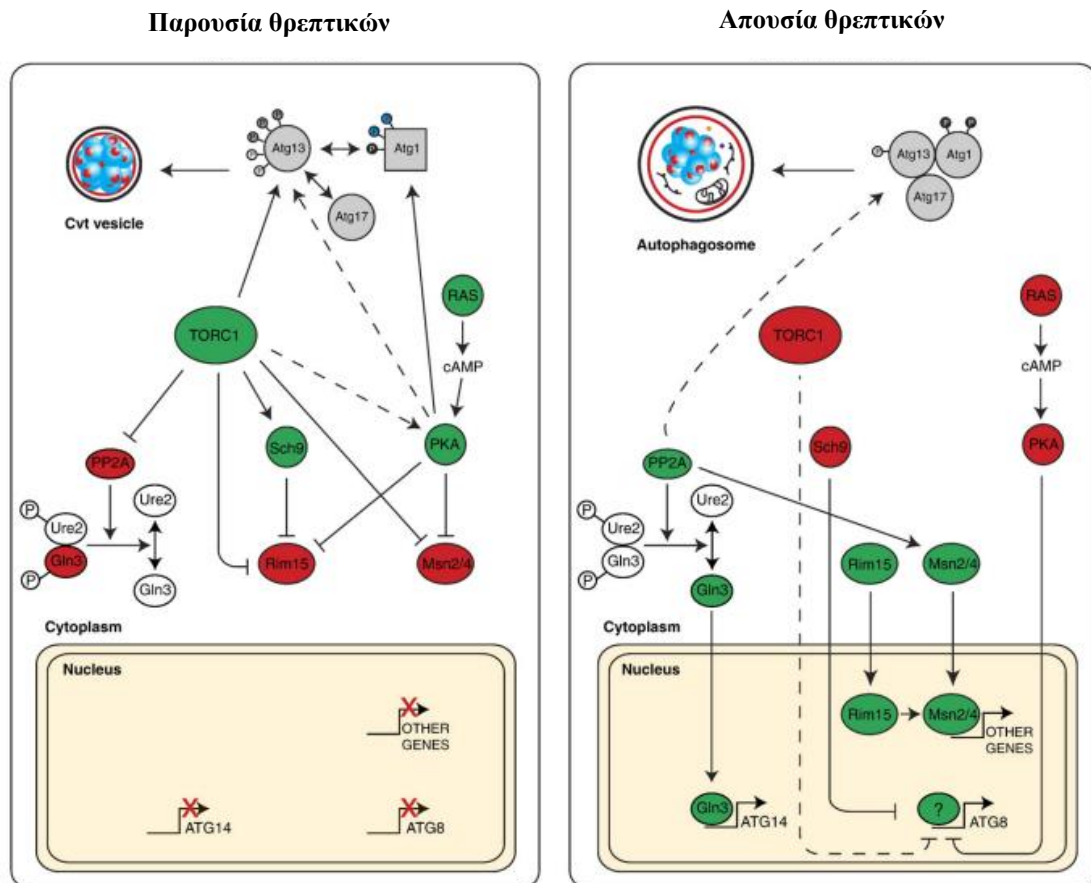 Παρουσία θρεπτικών
P
P
P
P
P
P
Atg13
P
P
P
Atg1
Atg17
Cvt vesicle
RAS
TORC1
cAMP
Sch9
PKA
PP2A
P
Ure2
Ure2
Gln3
P
Gln3
Rim15
Msn2/4
Cytoplasm
Nucleus
X
OTHER
GENES
X
ATG14
X
ATG8
Απουσία θρεπτικών
P
P
P
Atg13
Atg1
Atg17
Autophagosome
RAS
TORC1
cAMP
Sch9
PKA
PP2A
P
Ure2
Ure2
Gln3
P
Gln3
Rim15
Msn2/4
Cytoplasm
Nucleus
Rim15
Msn2/4
OTHER
GENES
Gln3
ATG14
?
ATG8